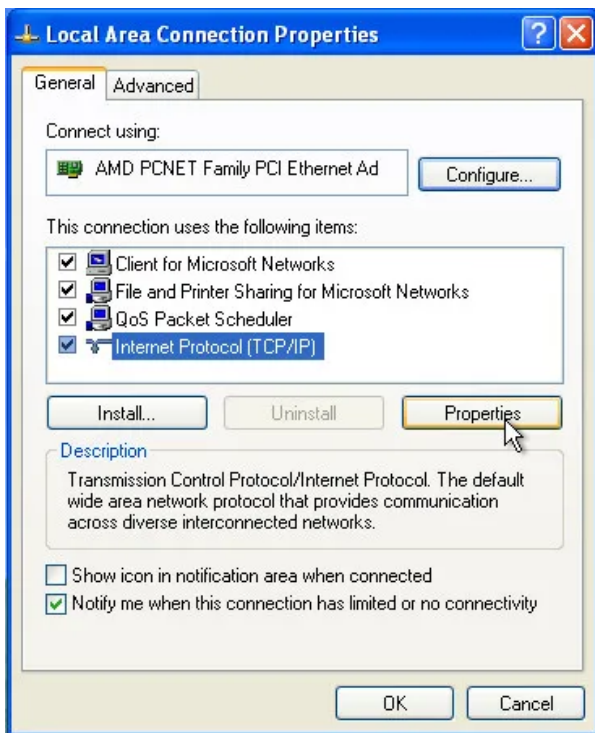 Local Area Connection Properties
General
Advanced
Connect using:
AMD PCNET Family PCI Ethernet Ad
Configure...
This connection uses the following items:
Client for Microsoft Networks
File and Printer Sharing for Microsoft Networks
QoS Packet Scheduler
Internet Protocol (TCP/IP)
Install...
Uninstall
Properties
Description
Transmission Control Protocol/Internet Protocol. The default
wide area network protocol that provides communication
across diverse interconnected networks.
Show icon in notification area when connected
Notify me when this connection has limited or no connectivity
OK
Cancel